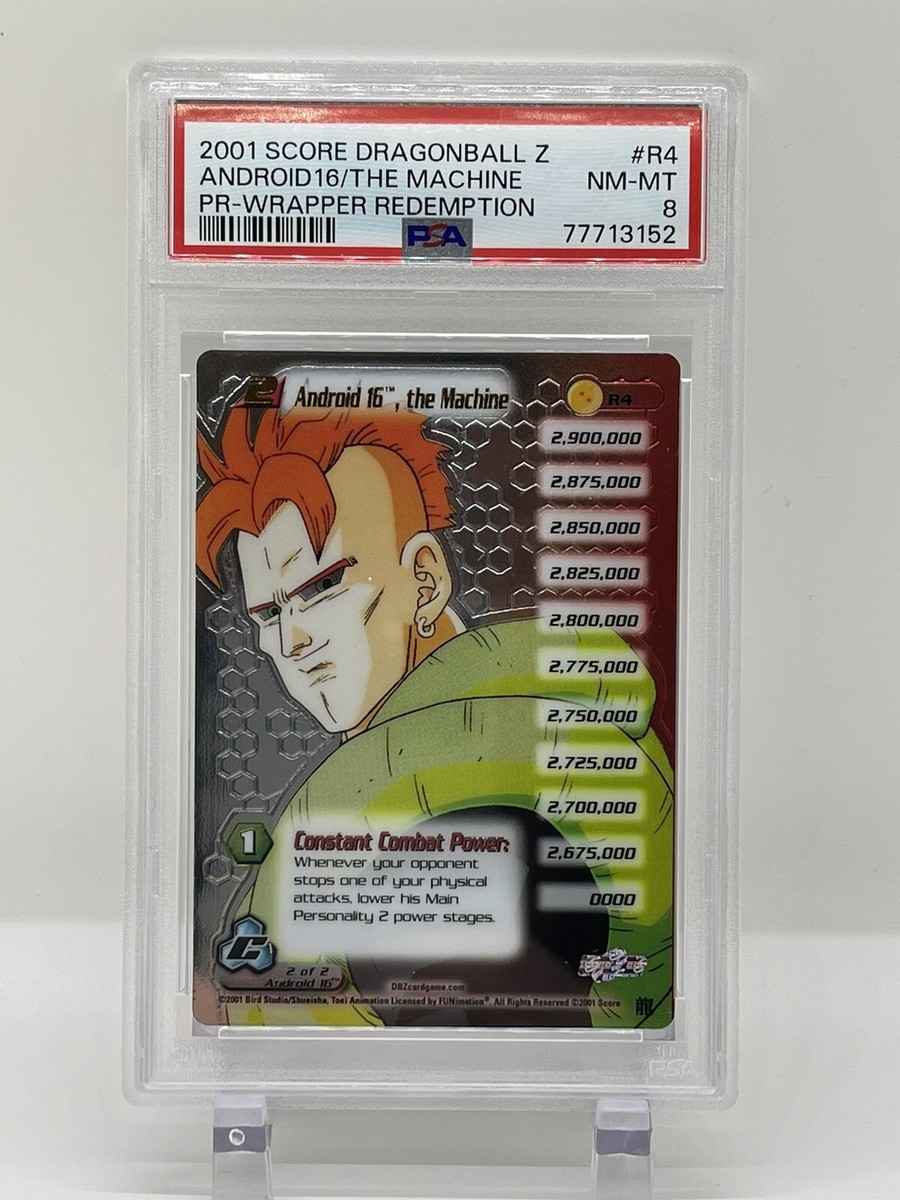 2001 SCORE DRAGONBALL Z #R4
ANDROID16/THE MACHINE NM-MT
PR-WRAPPER REDEMPTION 8
PSA 77713152
2 Android 16™, the Machine R4
2,900,000
2,875,000
2,850,000
2,825,000
2,800,000
2,775,000
2,750,000
2,725,000
2,700,000
2,675,000
0000
1
Constant Combat Power:
Whenever your opponent
stops one of your physical
attacks, lower his Main
Personality 2 power stages.
C
2 of 2
Android 16™
DBZcardgame.com
©2001 Bird Studio/Shueisha, Toei Animation Licensed by FUNimation®. All Rights Reserved ©2001 Score
龍
PSA